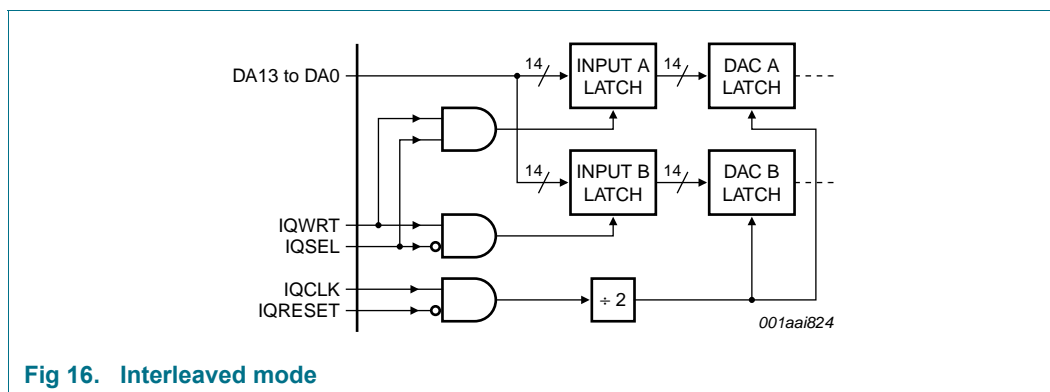 DA13 to DA0
14
INPUT A
LATCH
14
DAC A
LATCH
14
INPUT B
LATCH
14
DAC B
LATCH
IQWRT
IQSEL
IQCLK
IQRESET
÷ 2
001aai824
Fig 16. Interleaved mode